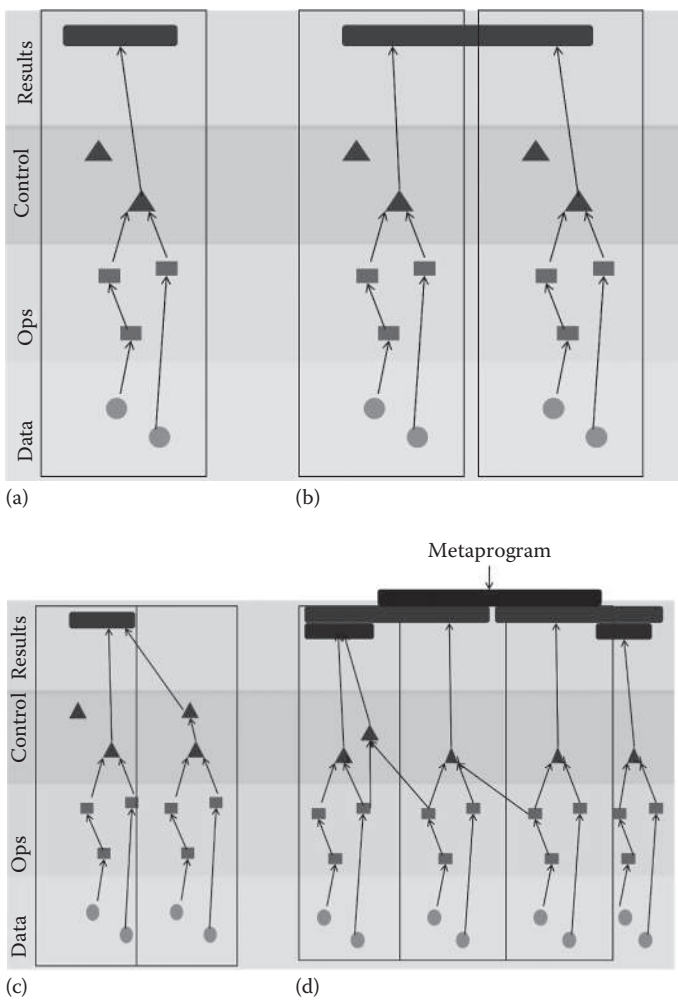 Results
Control
Ops
Data
(a)
(b)
Metaprogram
Results
Control
Ops
Data
(c)
(d)